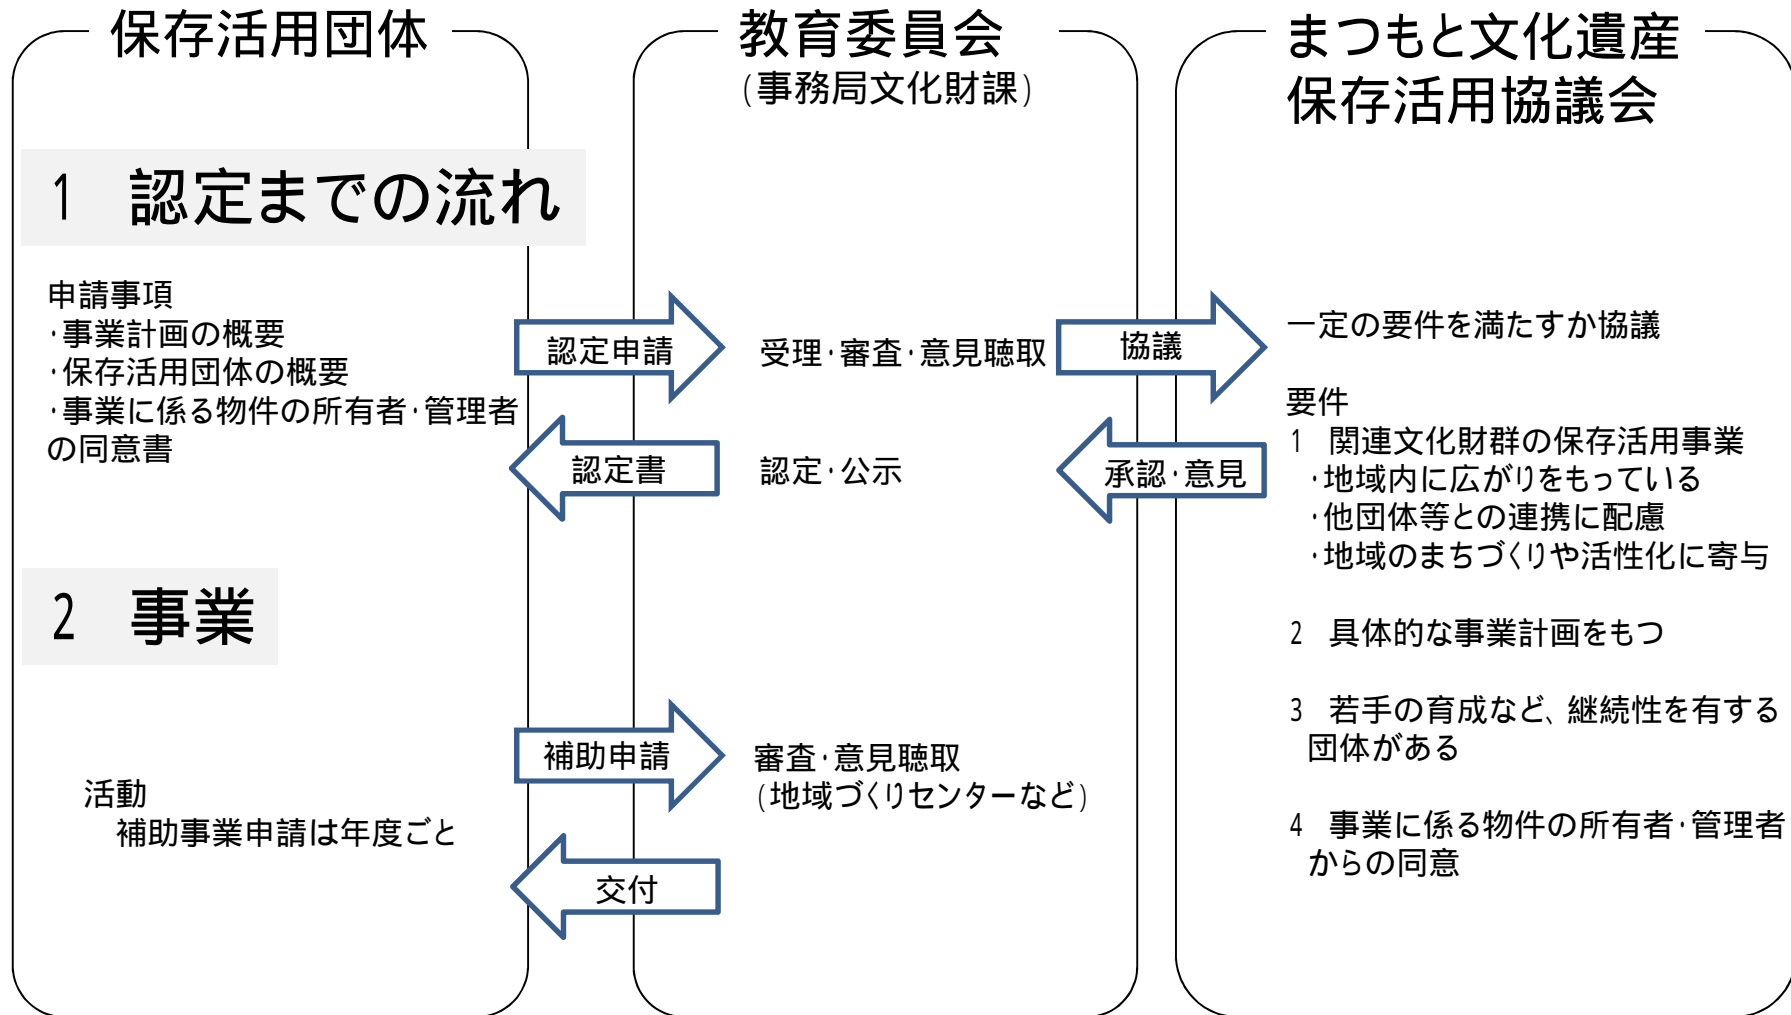 保存活用団体
教育委員会
(事務局文化財課)
まつもと文化遺産
保存活用協議会
1 認定までの流れ
申請事項
・事業計画の概要
・保存活用団体の概要
・事業に係る物件の所有者・管理者
の同意書
認定申請
受理・審査・意見聴取
協議
認定書
認定・公示
承認・意見
一定の要件を満たすか協議
要件
1 関連文化財群の保存活用事業
・地域内に広がりをもっている
・他団体等との連携に配慮
・地域のまちづくりや活性化に寄与
2 具体的な事業計画をもつ
3 若手の育成など、継続性を有する
団体がある
4 事業に係る物件の所有者・管理者
からの同意
2 事業
活動
補助事業申請は年度ごと
補助申請
審査・意見聴取
(地域づくりセンターなど)
交付